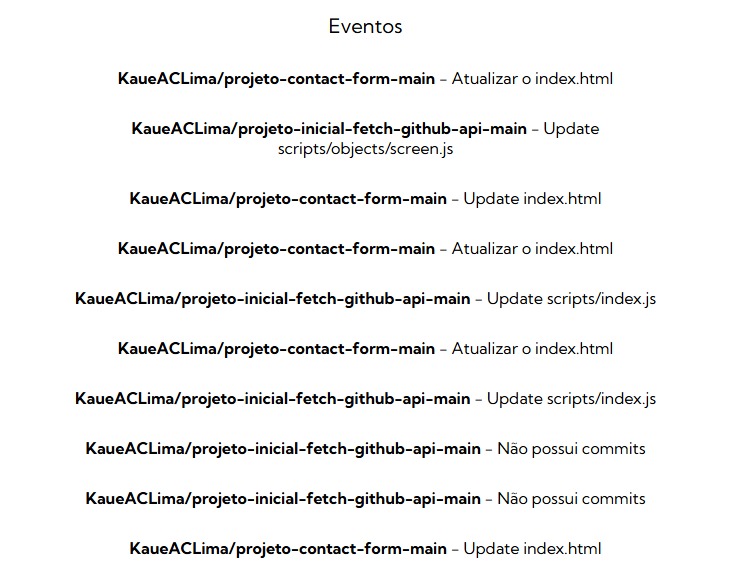 Eventos
KaueACLima/projeto-contact-form-main - Atualizar o index.html
KaueACLima/projeto-inicial-fetch-github-api-main - Update
scripts/objects/screen.js
KaueACLima/projeto-contact-form-main - Update index.html
KaueACLima/projeto-contact-form-main - Atualizar o index.html
KaueACLima/projeto-inicial-fetch-github-api-main - Update scripts/index.js
KaueACLima/projeto-contact-form-main - Atualizar o index.html
KaueACLima/projeto-inicial-fetch-github-api-main - Update scripts/index.js
KaueACLima/projeto-inicial-fetch-github-api-main - Não possui commits
KaueACLima/projeto-inicial-fetch-github-api-main - Não possui commits
KaueACLima/projeto-contact-form-main - Update index.html